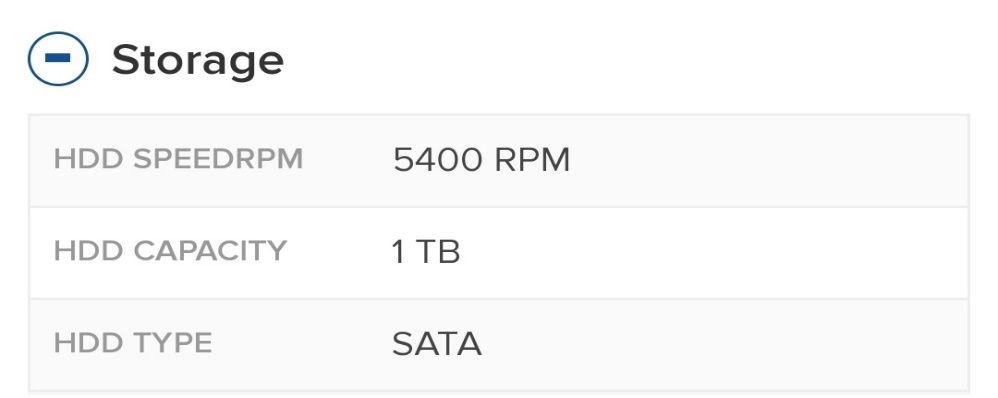 Storage
HDD SPEEDRPM 5400 RPM
HDD CAPACITY 1 TB
HDD TYPE SATA